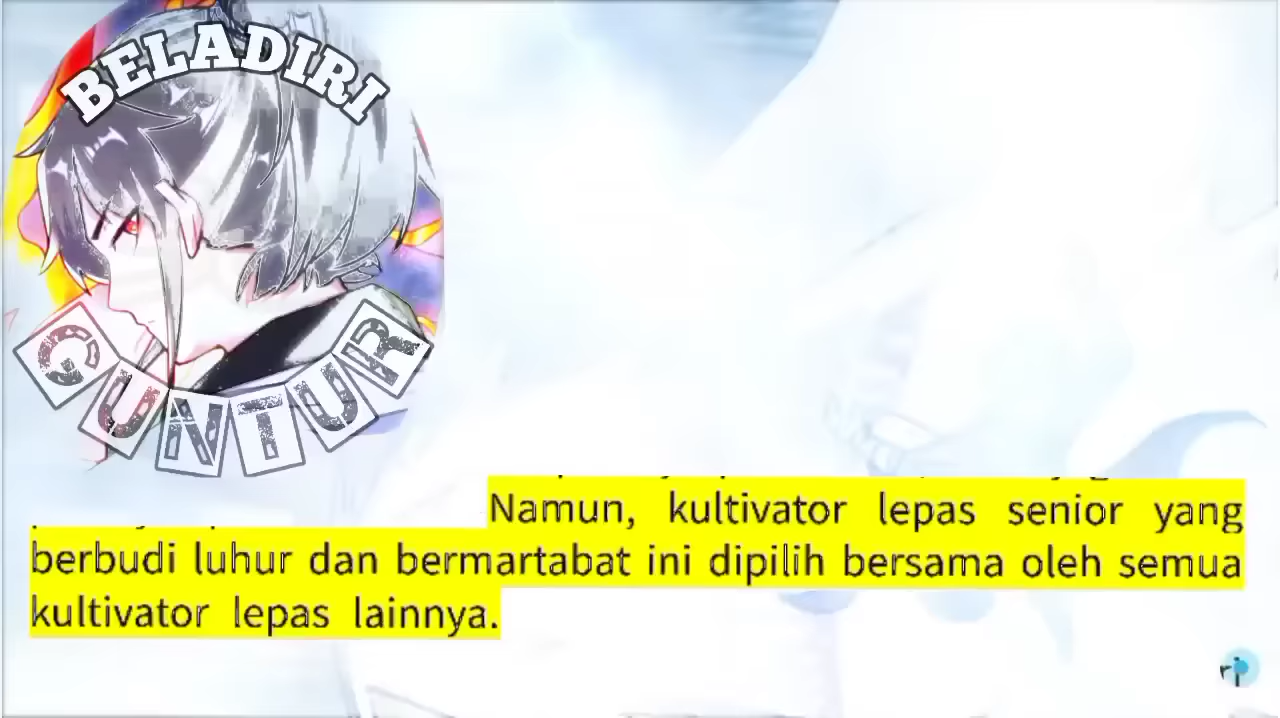 BELADIRI
GUNTUR
Namun, kultivator lepas senior yang
berbudi luhur dan bermartabat ini dipilih bersama oleh semua
kultivator lepas lainnya.